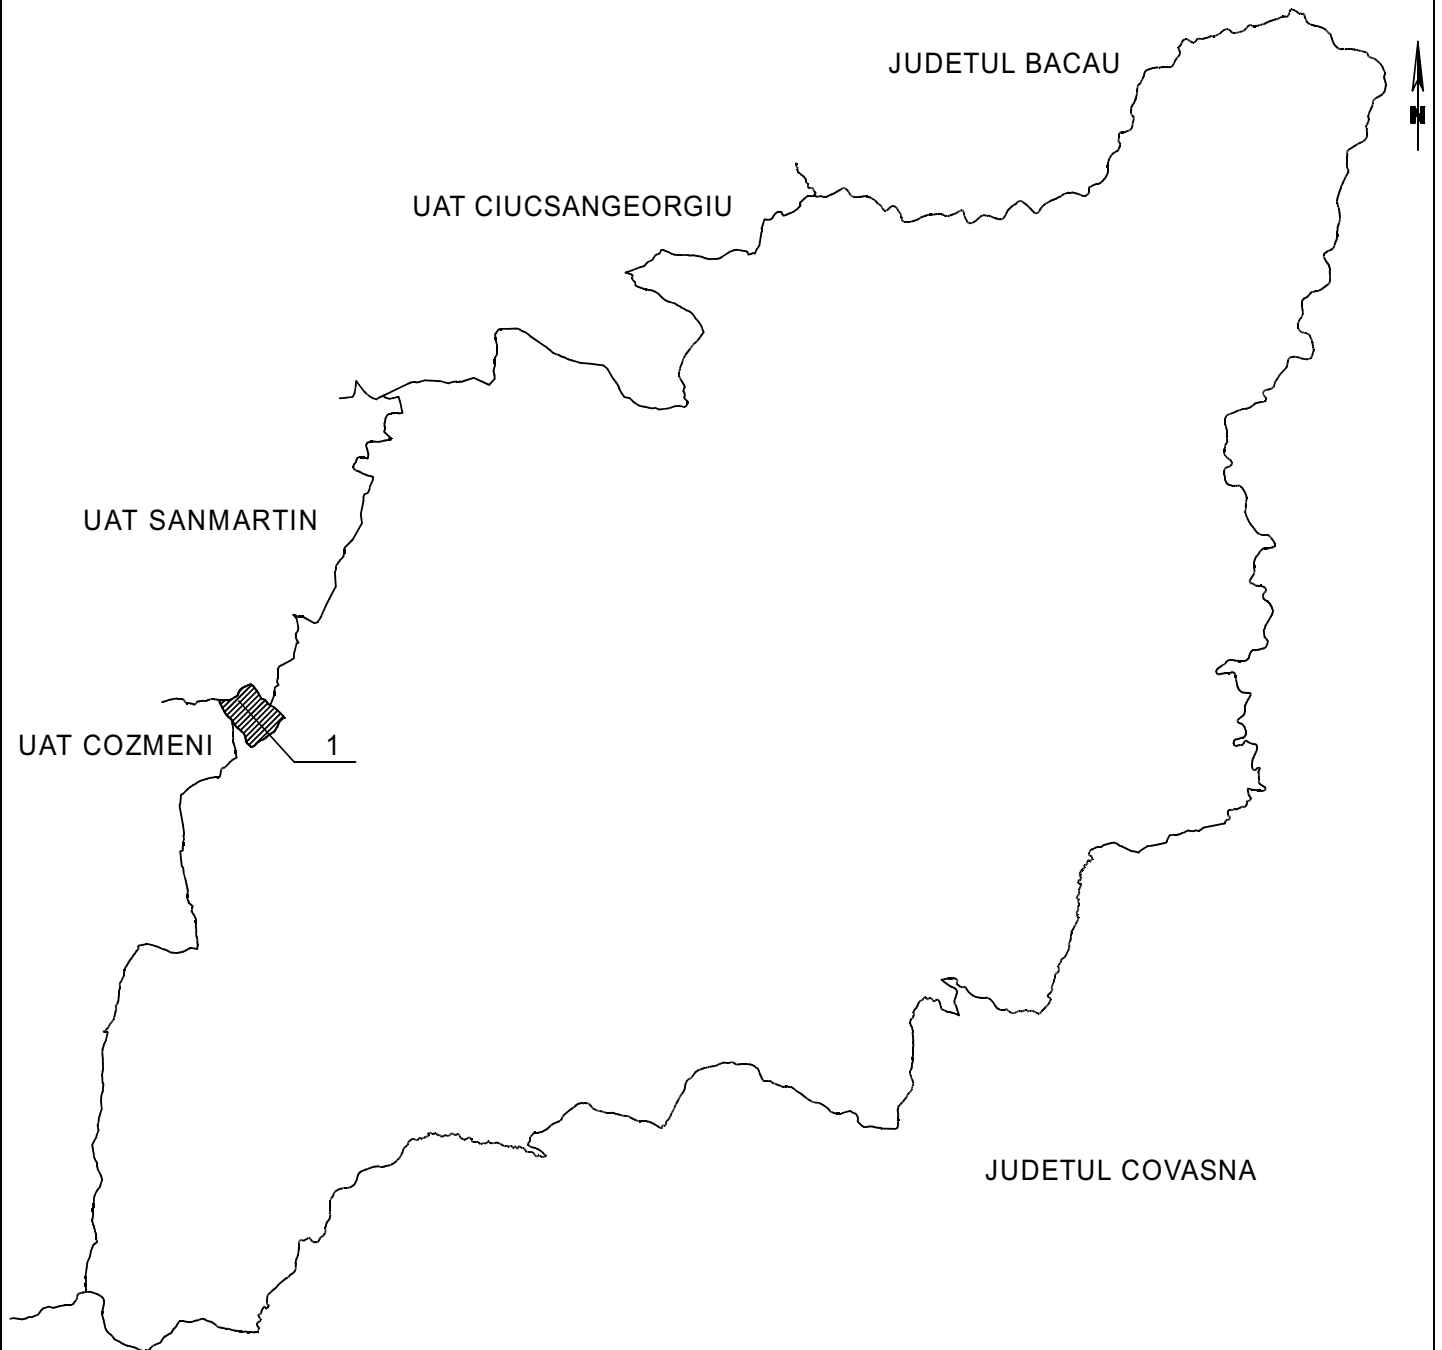 JUDETUL BACAU
N
UAT CIUCSANGEORGIU
UAT SANMARTIN
UAT COZMENI
1
JUDETUL COVASNA